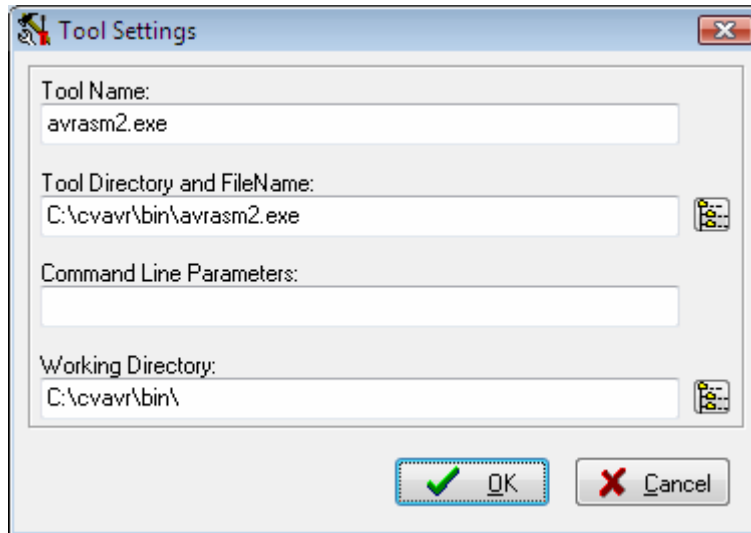 Tool Settings
Tool Name:
avrasm2.exe
Tool Directory and FileName:
C:\cvavr\bin\avrasm2.exe
Command Line Parameters:
Working Directory:
C:\cvavr\bin\
OK
Cancel